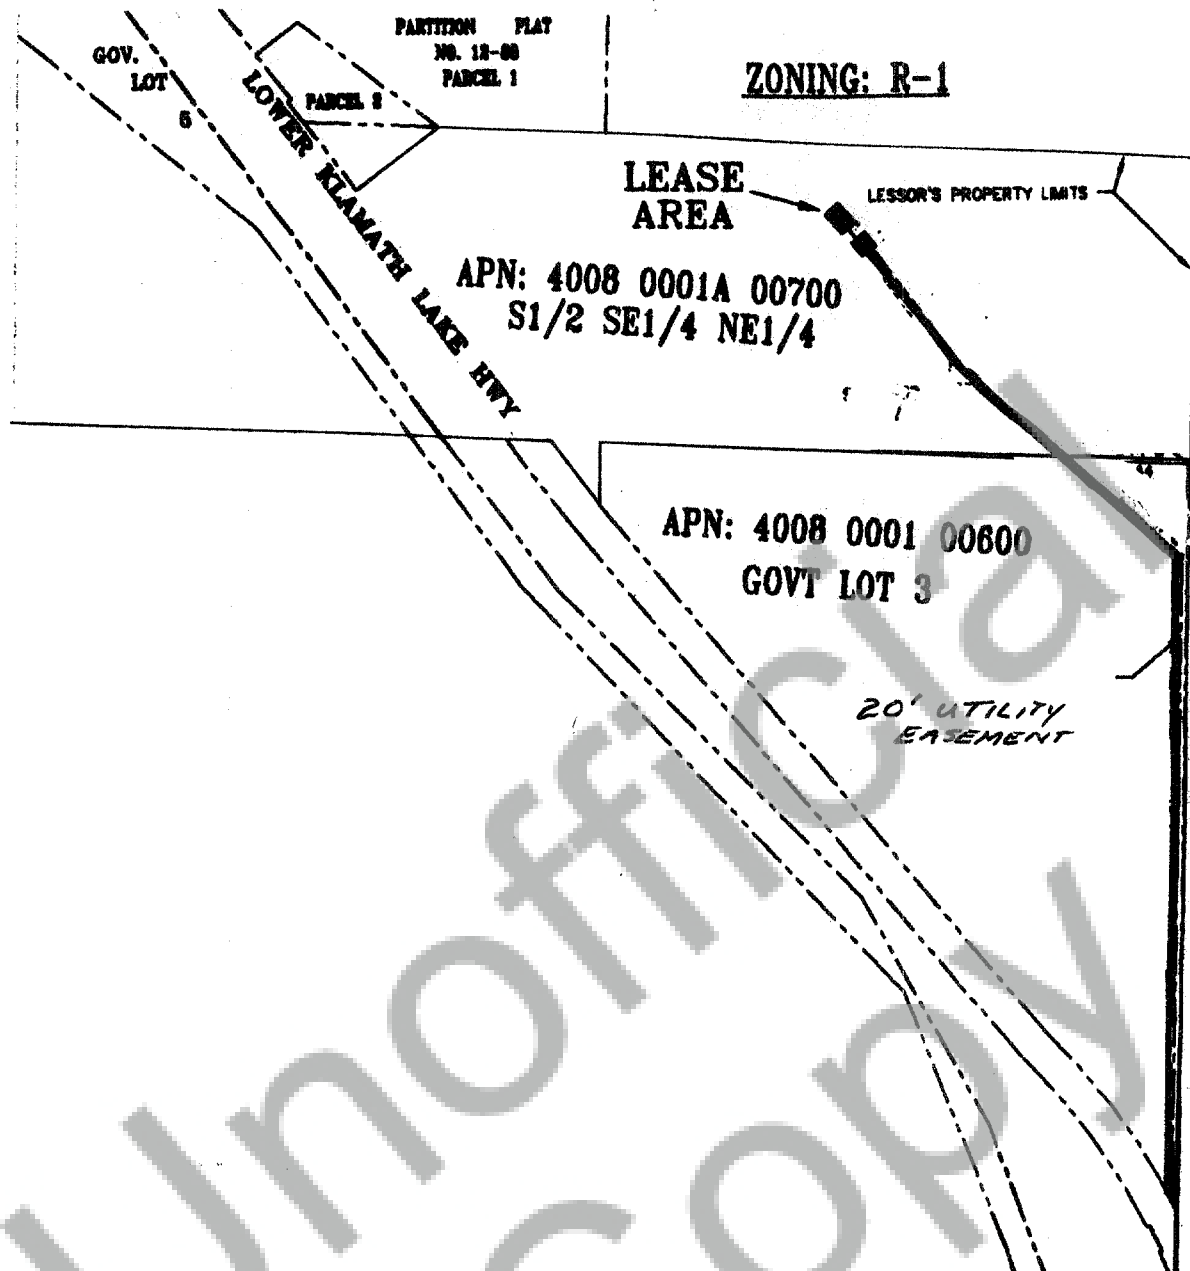 PARTITION PLAT
NO. 12-88
PARCEL 1
GOV.
LOT
5
PARCEL 2
ZONING: R-1
LOWER KLAMATH LAKE HWY
LEASE
AREA
LESSOR'S PROPERTY LIMITS
APN: 4008 0001A 00700
S1/2 SE1/4 NE1/4
APN: 4008 0001 00600
GOVT LOT 3
20' UTILITY
EASEMENT
Unofficial
Copy